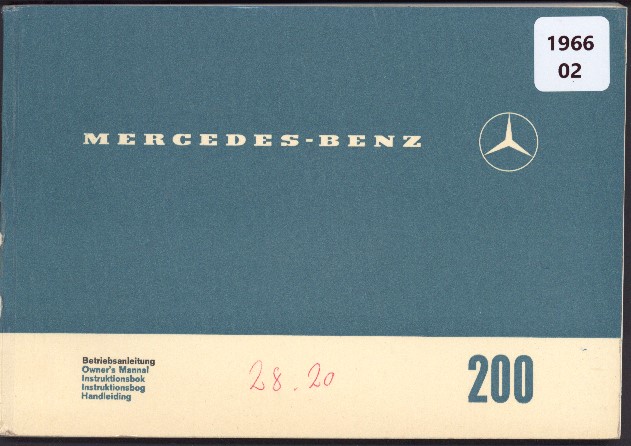 1966
02
MERCEDES-BENZ
Betriebsanleitung
Owner's Manual
Instruktionsbok
Instruktionsbog
Handleiding
28.20
200